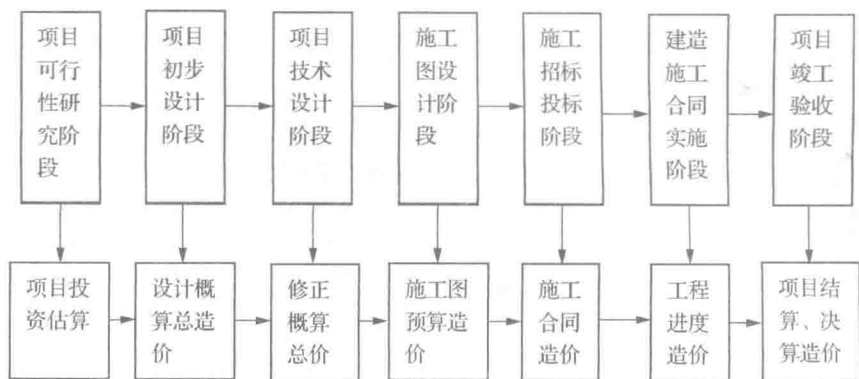 项目
可行
性研
究阶
段
项目
初步
设计
阶段
项目
技术
设计
阶段
施工
图设
计阶
段
施工
招标
投标
阶段
建造
施工
合同
实施
阶段
项目
竣工
验收
阶段
项目投
资估算
设计概
算总造
价
修正
概算
总价
施工图
预算造
价
施工
合同
造价
工程
进度
造价
项目结
算、决
算造价